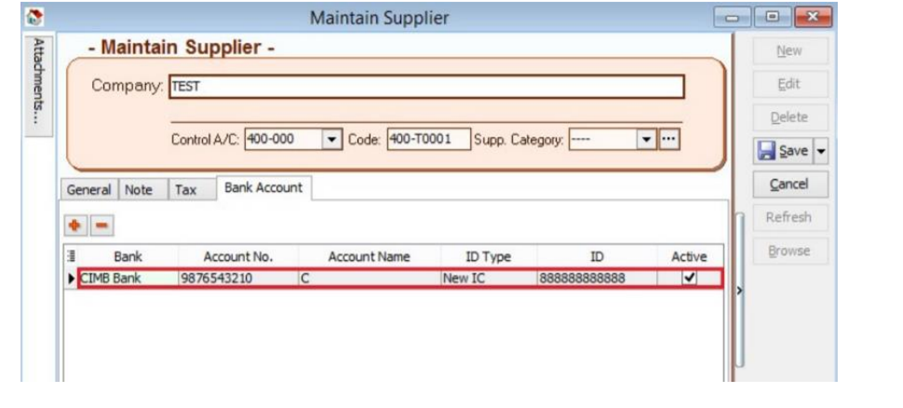 Maintain Supplier
Attachments...
- Maintain Supplier -
Company: TEST
Control A/C: 400-000 Code: 400-T0001 Supp. Category: ----
General Note Tax Bank Account
Bank Account No. Account Name ID Type ID Active
CIMB Bank 9876543210 C New IC 888888888888
New
Edit
Delete
Save
Cancel
Refresh
Browse